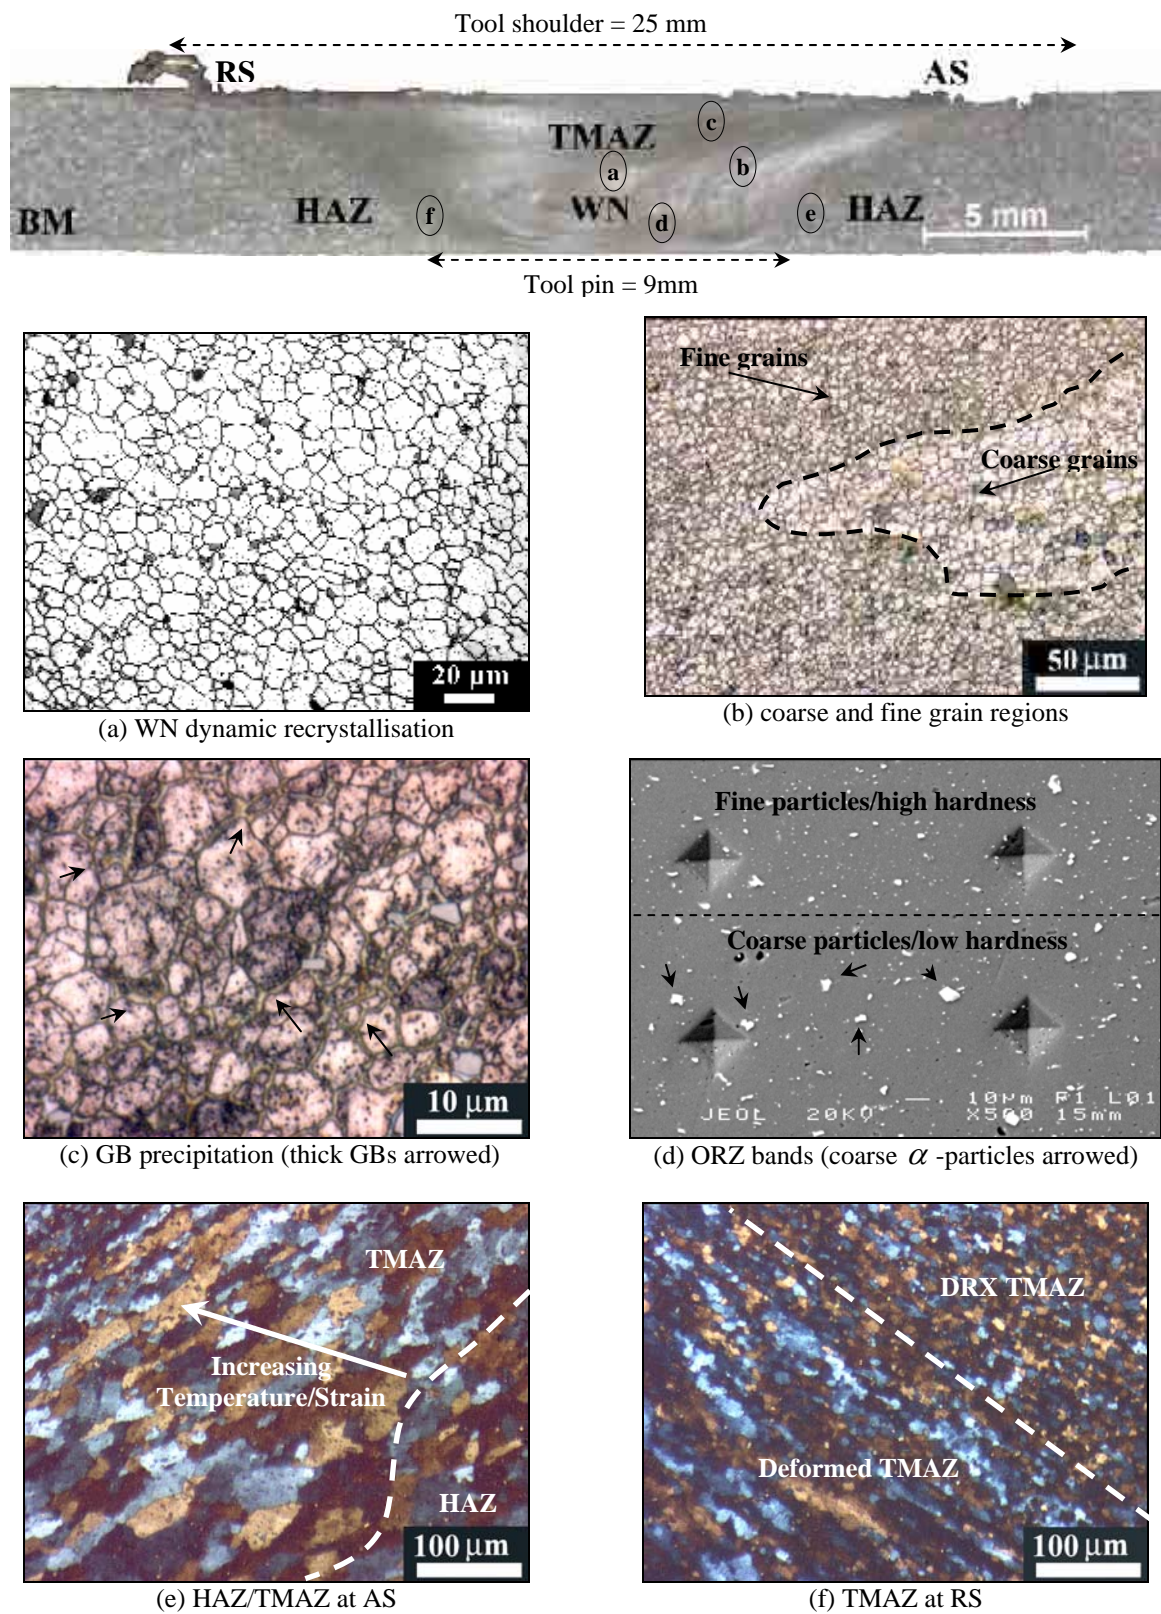 Tool shoulder = 25 mm
RS
AS
TMAZ
c
a
b
HAZ
f
WN
d
e
HAZ
BM
5 mm
Tool pin = 9mm
20 µm
(a) WN dynamic recrystallisation
Fine grains
Coarse grains
50 µm
(b) coarse and fine grain regions
10 µm
(c) GB precipitation (thick GBs arrowed)
Fine particles/high hardness
Coarse particles/low hardness
10µm P1 L01
JEOL 20KV X500 15mm
(d) ORZ bands (coarse α -particles arrowed)
TMAZ
Increasing
Temperature/Strain
HAZ
100 µm
(e) HAZ/TMAZ at AS
DRX TMAZ
Deformed TMAZ
100 µm
(f) TMAZ at RS